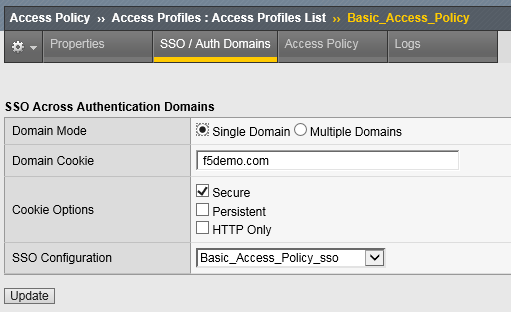 Access Policy ›› Access Profiles : Access Profiles List ›› Basic_Access_Policy
Properties SSO / Auth Domains Access Policy Logs
SSO Across Authentication Domains
Domain Mode Single Domain Multiple Domains
Domain Cookie f5demo.com
Secure
Cookie Options Persistent
HTTP Only
SSO Configuration Basic_Access_Policy_sso
Update